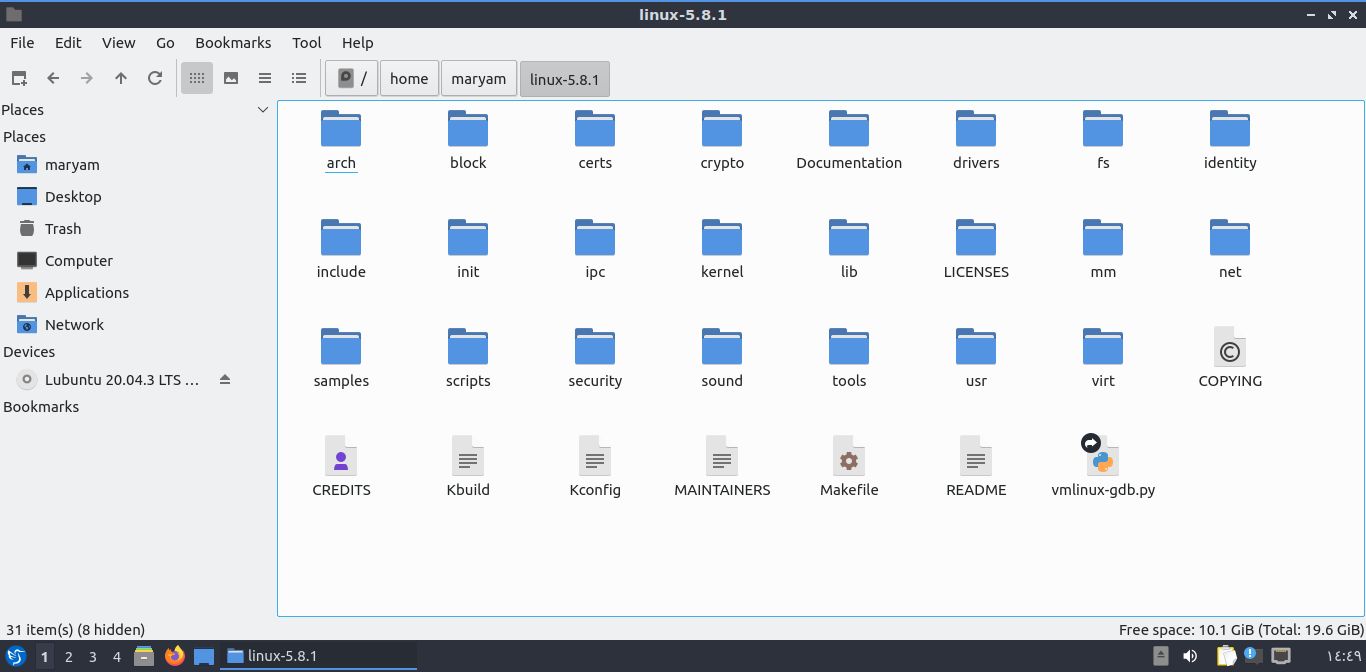 linux-5.8.1
File Edit View Go Bookmarks Tool Help
/ home maryam linux-5.8.1
Places
Places
maryam
Desktop
Trash
Computer
Applications
Network
Devices
Lubuntu 20.04.3 LTS ...
Bookmarks
arch block certs crypto Documentation drivers fs identity
include init ipc kernel lib LICENSES mm net
samples scripts security sound tools usr virt COPYING
CREDITS Kbuild Kconfig MAINTAINERS Makefile README vmlinux-gdb.py
31 item(s) (8 hidden) Free space: 10.1 GiB (Total: 19.6 GiB)
1 2 3 4 linux-5.8.1 ١٤:٤٩